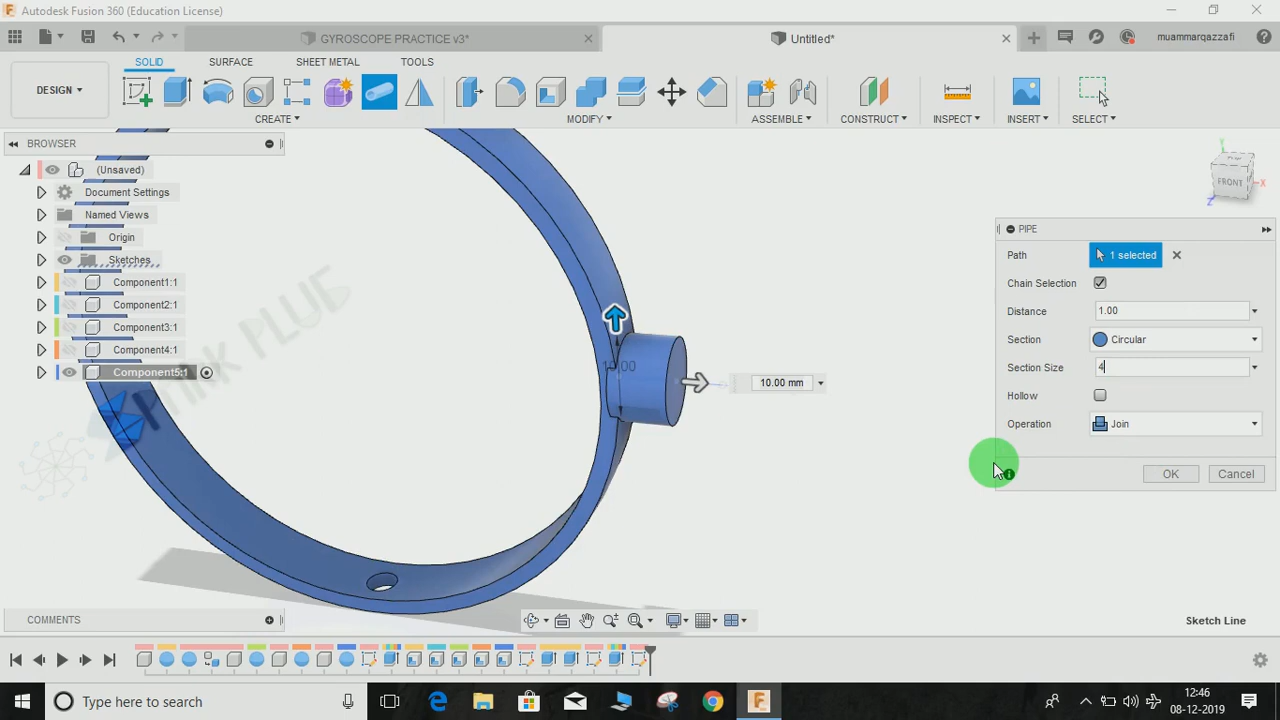 Autodesk Fusion 360 (Education License)
GYROSCOPE PRACTICE v3*
Untitled*
muammarqazzafi
SOLID
SURFACE
SHEET METAL
TOOLS
DESIGN
CREATE
MODIFY
ASSEMBLE
CONSTRUCT
INSPECT
INSERT
SELECT
BROWSER
(Unsaved)
Document Settings
Named Views
Origin
Sketches
Component1:1
Component2:1
Component3:1
Component4:1
Component5:1
PINK PLUE
10.00
10.00 mm
FRONT
X
Y
Z
PIPE
Path
1 selected
Chain Selection
Distance
1.00
Section
Circular
Section Size
4
Hollow
Operation
Join
OK
Cancel
COMMENTS
Sketch Line
Type here to search
12:46
08-12-2019